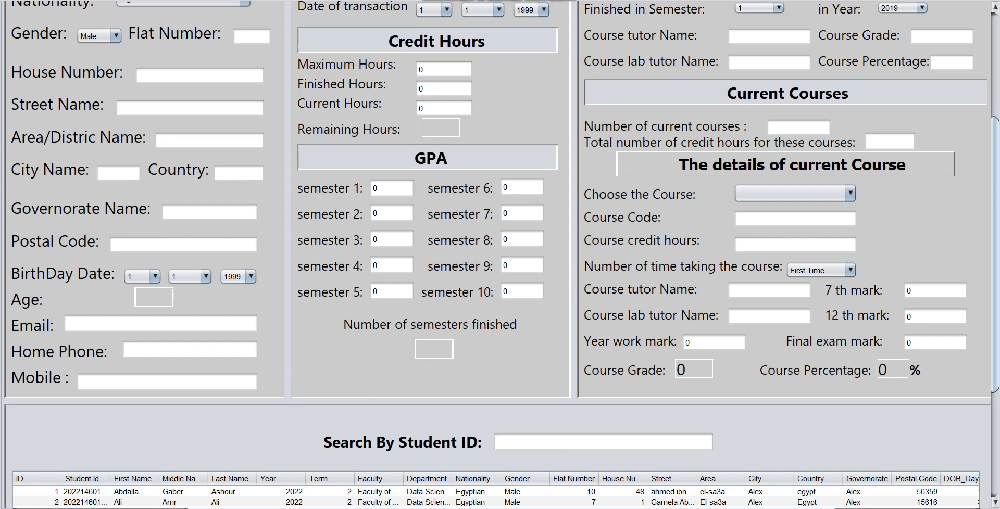 Nationality:
Gender: Male Flat Number:
House Number:
Street Name:
Area/Distric Name:
City Name: Country:
Governorate Name:
Postal Code:
BirthDay Date: 1 1 1999
Age:
Email:
Home Phone:
Mobile :
Date of transaction 1 1 1999
Credit Hours
Maximum Hours: 0
Finished Hours: 0
Current Hours: 0
Remaining Hours:
GPA
semester 1: 0 semester 6: 0
semester 2: 0 semester 7: 0
semester 3: 0 semester 8: 0
semester 4: 0 semester 9: 0
semester 5: 0 semester 10: 0
Number of semesters finished
Finished in Semester: 1 in Year: 2019
Course tutor Name: Course Grade:
Course lab tutor Name: Course Percentage:
Current Courses
Number of current courses :
Total number of credit hours for these courses:
The details of current Course
Choose the Course:
Course Code:
Course credit hours:
Number of time taking the course: First Time
Course tutor Name: 7 th mark: 0
Course lab tutor Name: 12 th mark: 0
Year work mark: 0 Final exam mark: 0
Course Grade: 0 Course Percentage: 0 %
Search By Student ID:
ID Student Id First Name Middle Na... Last Name Year Term Faculty Department Nationality Gender Flat Number House Nu... Street Area City Country Governorate Postal Code DOB_Day
1 202214601... Abdalla Gaber Ashour 2022 2 Faculty of ... Data Scien... Egyptian Male 10 48 ahmed ibn ... el-sa3a Alex egypt Alex 56359
2 202214601... Ali Amr Ali 2022 2 Faculty of ... Data Scien... Egyptian Male 7 1 Gamela Ab... El-sa3a Alex Egypt Alex 15616